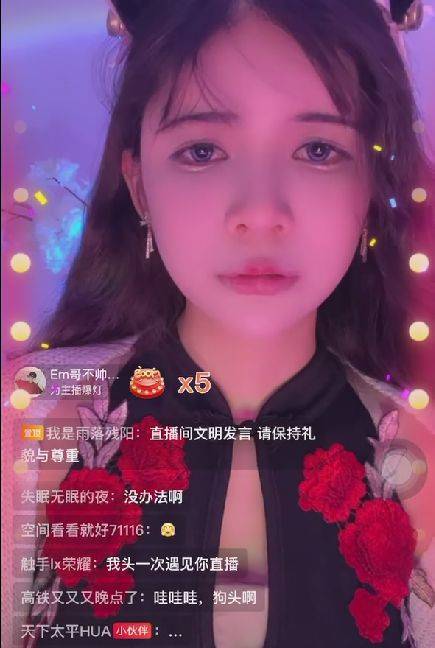 Em哥不帅...
为主播爆灯
x5
置顶 我是雨落残阳：直播间文明发言 请保持礼
貌与尊重
失眠无眠的夜：没办法啊
空间看看就好71116：
触手lx荣耀：我头一次遇见你直播
高铁又又又晚点了：哇哇哇，狗头啊
天下太平HUA 小伙伴：...